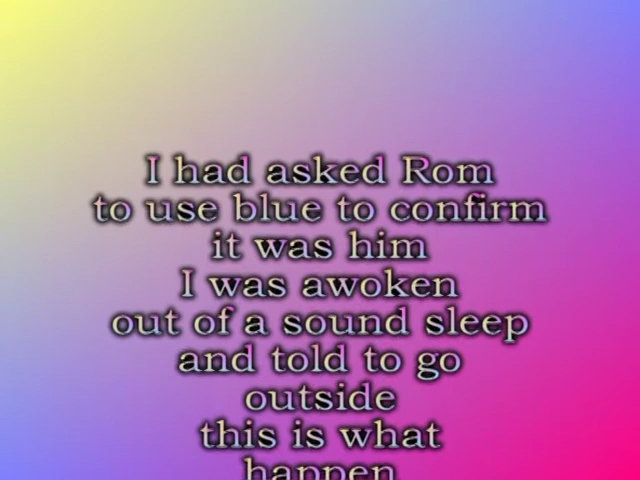 I had asked Rom
to use blue to confirm
it was him
I was awoken
out of a sound sleep
and told to go
outside
this is what
happen